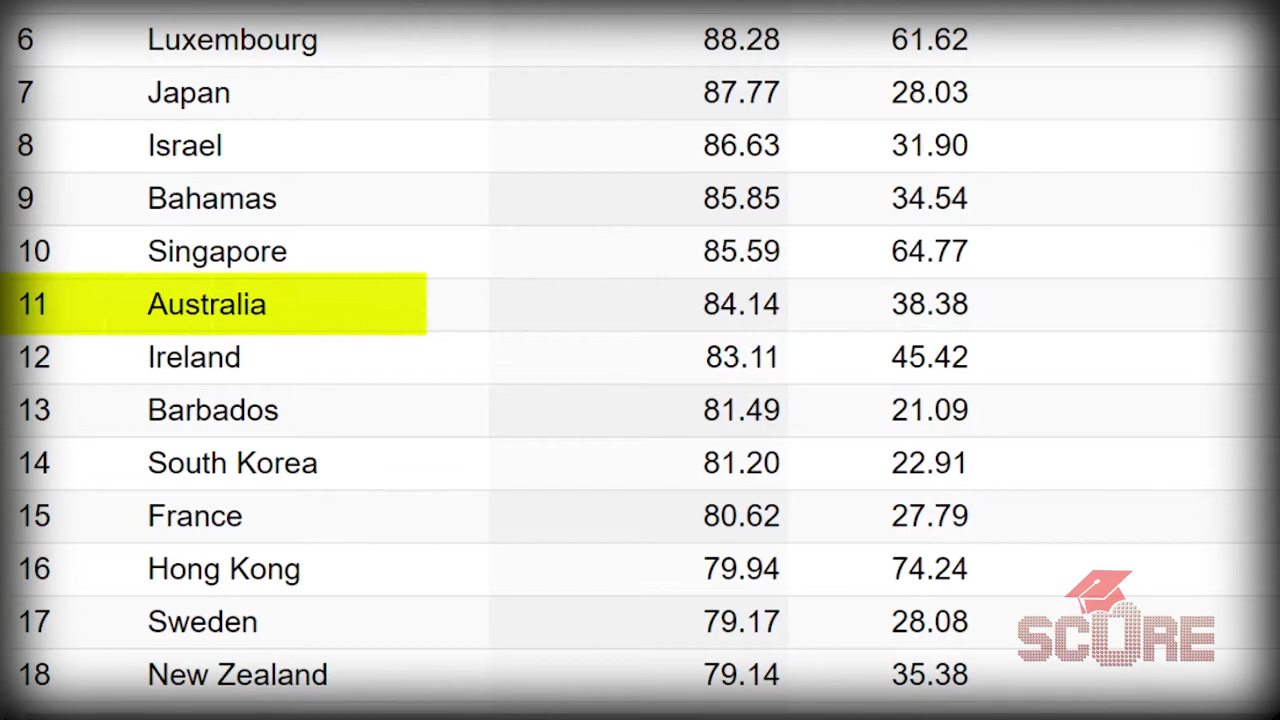 6 Luxembourg 88.28 61.62
7 Japan 87.77 28.03
8 Israel 86.63 31.90
9 Bahamas 85.85 34.54
10 Singapore 85.59 64.77
11 Australia 84.14 38.38
12 Ireland 83.11 45.42
13 Barbados 81.49 21.09
14 South Korea 81.20 22.91
15 France 80.62 27.79
16 Hong Kong 79.94 74.24
17 Sweden 79.17 28.08
18 New Zealand 79.14 35.38
SCORE